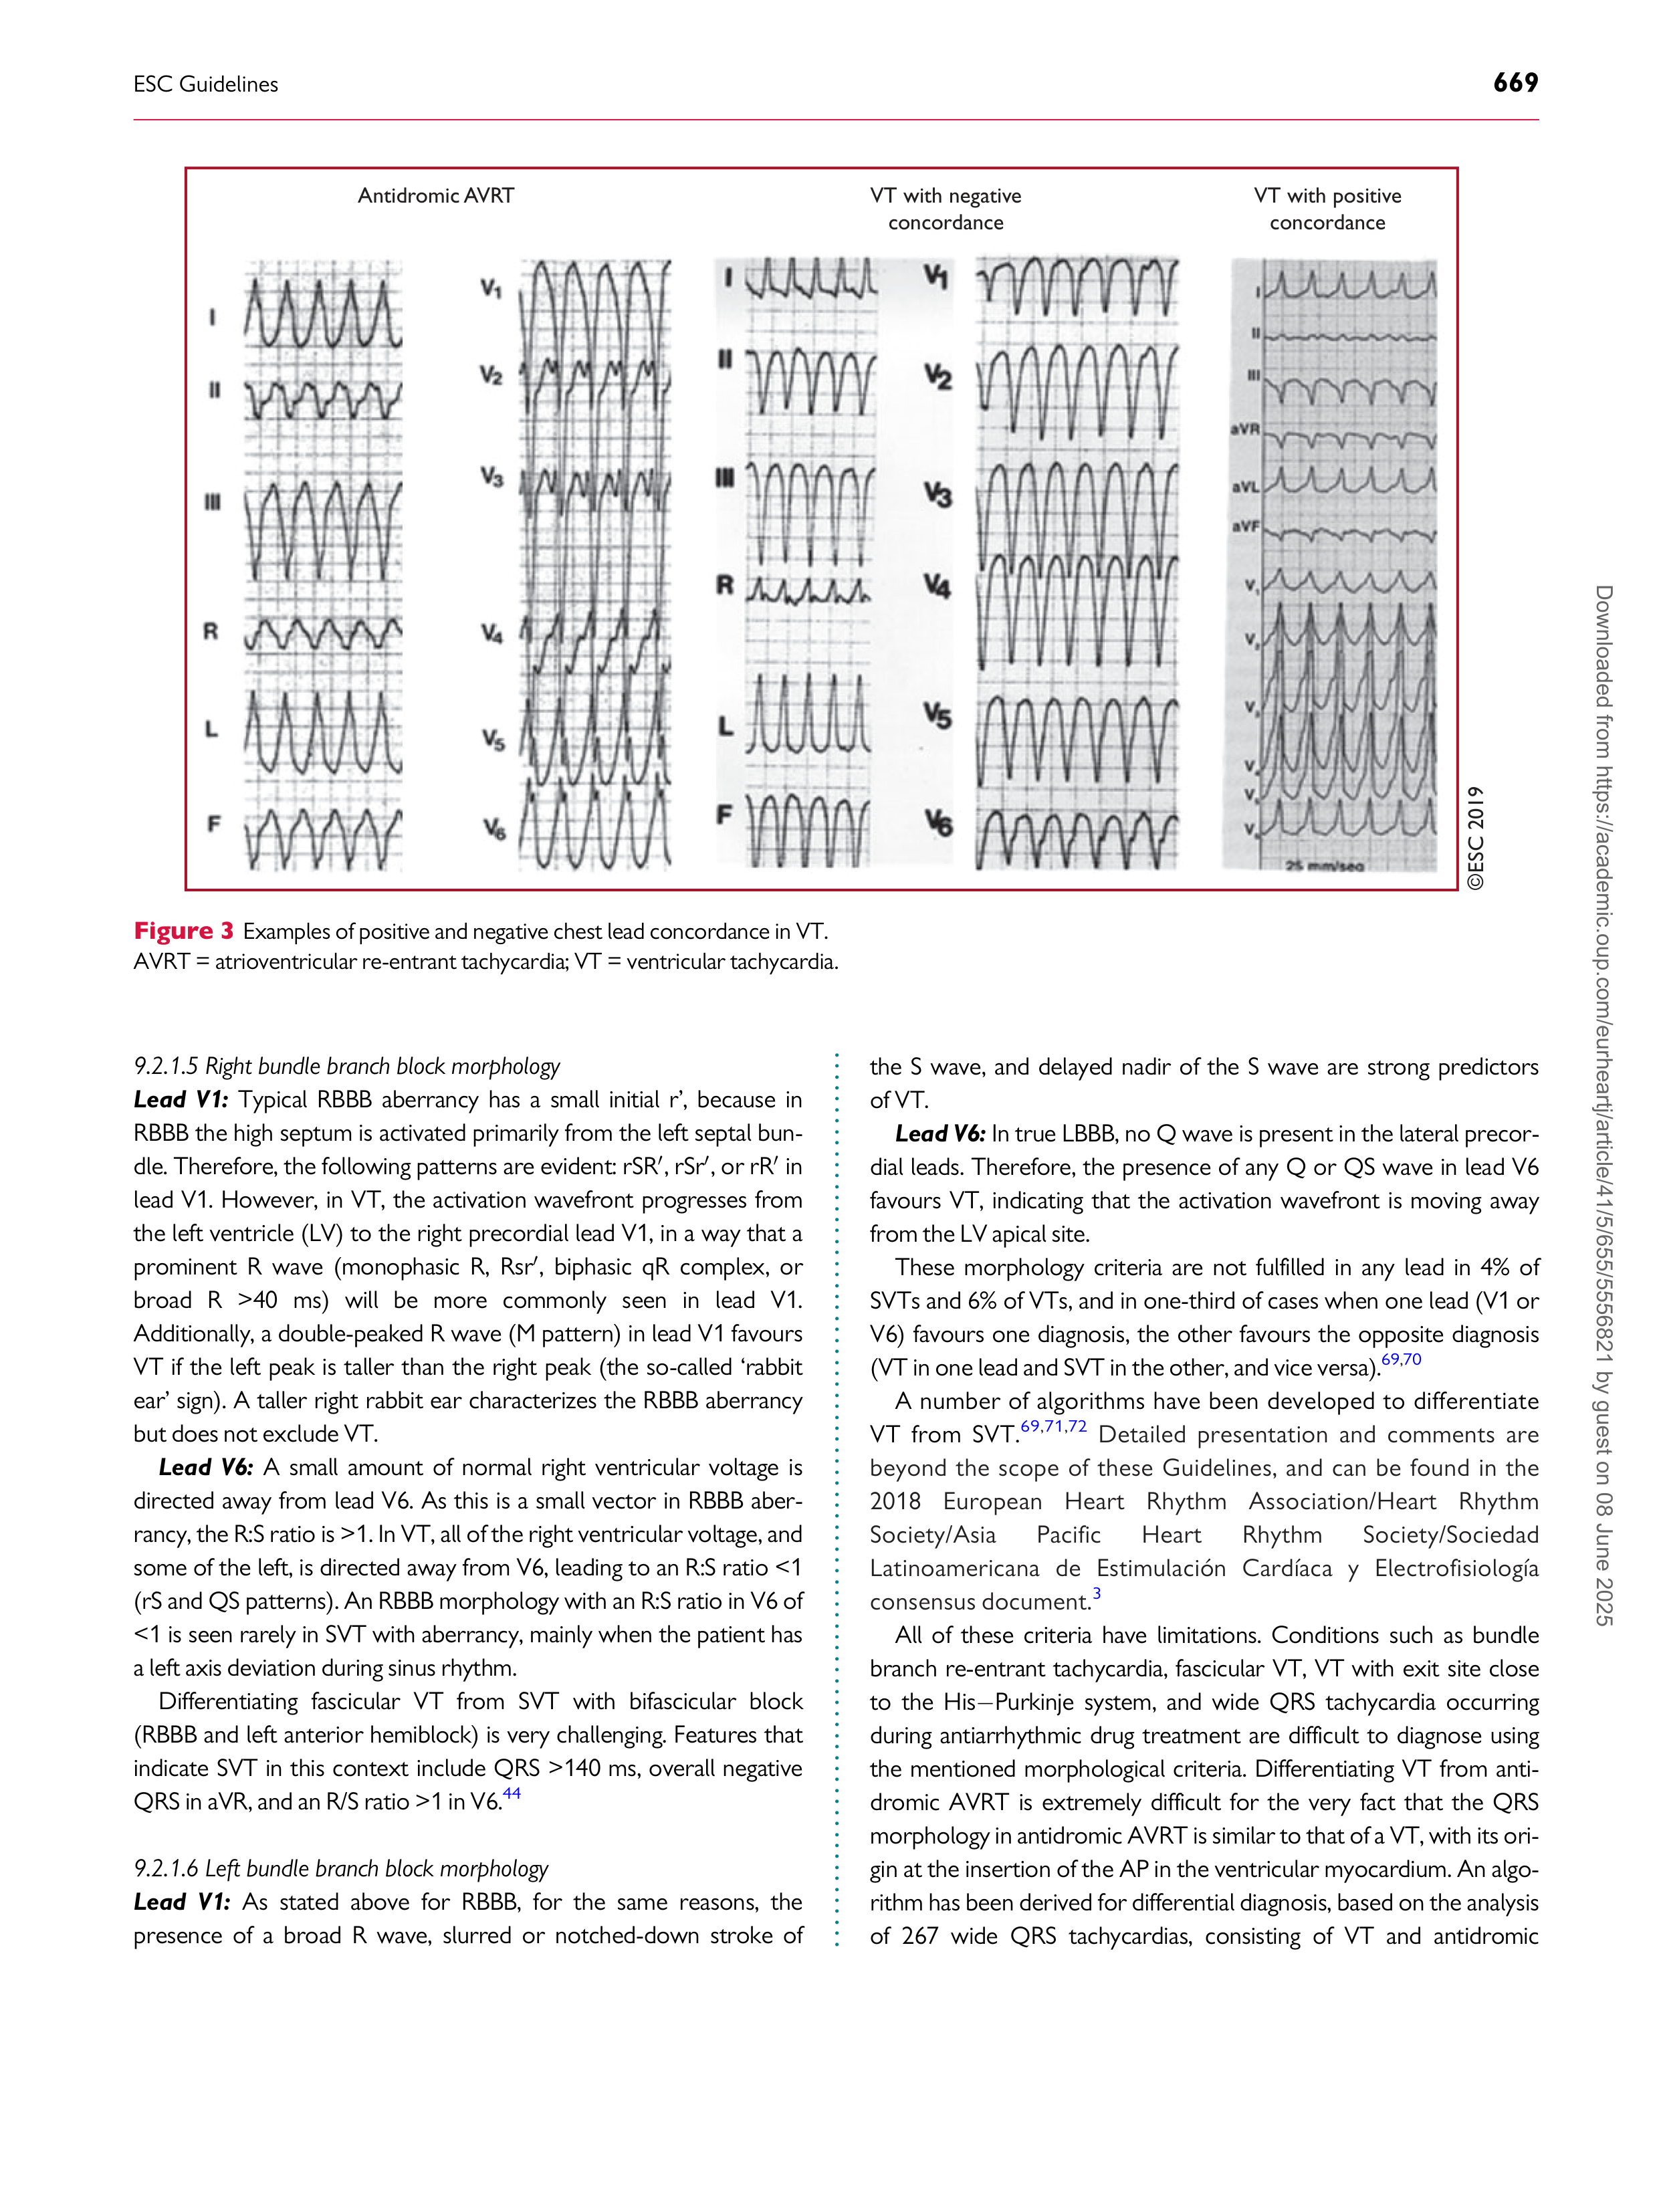 ESC Guidelines
669
Antidromic AVRT
VT with negative
concordance
VT with positive
concordance
I
II
III
R
L
F
V1
V2
V3
V4
V5
V6
I
II
III
R
L
F
V1
V2
V3
V4
V5
V6
I
II
III
aVR
aVL
aVF
V
V
V
V
V
V
25 mm/seq
©ESC 2019
Figure 3 Examples of positive and negative chest lead concordance in VT.
AVRT = atrioventricular re-entrant tachycardia; VT = ventricular tachycardia.
9.2.1.5 Right bundle branch block morphology
Lead V1: Typical RBBB aberrancy has a small initial r’, because in
RBBB the high septum is activated primarily from the left septal bun-
dle. Therefore, the following patterns are evident: rSR′, rSr′, or rR′ in
lead V1. However, in VT, the activation wavefront progresses from
the left ventricle (LV) to the right precordial lead V1, in a way that a
prominent R wave (monophasic R, Rsr′, biphasic qR complex, or
broad R >40 ms) will be more commonly seen in lead V1.
Additionally, a double-peaked R wave (M pattern) in lead V1 favours
VT if the left peak is taller than the right peak (the so-called ‘rabbit
ear’ sign). A taller right rabbit ear characterizes the RBBB aberrancy
but does not exclude VT.
Lead V6: A small amount of normal right ventricular voltage is
directed away from lead V6. As this is a small vector in RBBB aber-
rancy, the R:S ratio is >1. In VT, all of the right ventricular voltage, and
some of the left, is directed away from V6, leading to an R:S ratio <1
(rS and QS patterns). An RBBB morphology with an R:S ratio in V6 of
<1 is seen rarely in SVT with aberrancy, mainly when the patient has
a left axis deviation during sinus rhythm.
Differentiating fascicular VT from SVT with bifascicular block
(RBBB and left anterior hemiblock) is very challenging. Features that
indicate SVT in this context include QRS >140 ms, overall negative
QRS in aVR, and an R/S ratio >1 in V6.44
9.2.1.6 Left bundle branch block morphology
Lead V1: As stated above for RBBB, for the same reasons, the
presence of a broad R wave, slurred or notched-down stroke of
the S wave, and delayed nadir of the S wave are strong predictors
of VT.
Lead V6: In true LBBB, no Q wave is present in the lateral precor-
dial leads. Therefore, the presence of any Q or QS wave in lead V6
favours VT, indicating that the activation wavefront is moving away
from the LV apical site.
These morphology criteria are not fulfilled in any lead in 4% of
SVTs and 6% of VTs, and in one-third of cases when one lead (V1 or
V6) favours one diagnosis, the other favours the opposite diagnosis
(VT in one lead and SVT in the other, and vice versa).69,70
A number of algorithms have been developed to differentiate
VT from SVT.69,71,72 Detailed presentation and comments are
beyond the scope of these Guidelines, and can be found in the
2018 European Heart Rhythm Association/Heart Rhythm
Society/Asia Pacific Heart Rhythm Society/Sociedad
Latinoamericana de Estimulación Cardíaca y Electrofisiología
consensus document.3
All of these criteria have limitations. Conditions such as bundle
branch re-entrant tachycardia, fascicular VT, VT with exit site close
to the His–Purkinje system, and wide QRS tachycardia occurring
during antiarrhythmic drug treatment are difficult to diagnose using
the mentioned morphological criteria. Differentiating VT from anti-
dromic AVRT is extremely difficult for the very fact that the QRS
morphology in antidromic AVRT is similar to that of a VT, with its ori-
gin at the insertion of the AP in the ventricular myocardium. An algo-
rithm has been derived for differential diagnosis, based on the analysis
of 267 wide QRS tachycardias, consisting of VT and antidromic
Downloaded from https://academic.oup.com/eurheartj/article/41/5/655/5556821 by guest on 08 June 2025